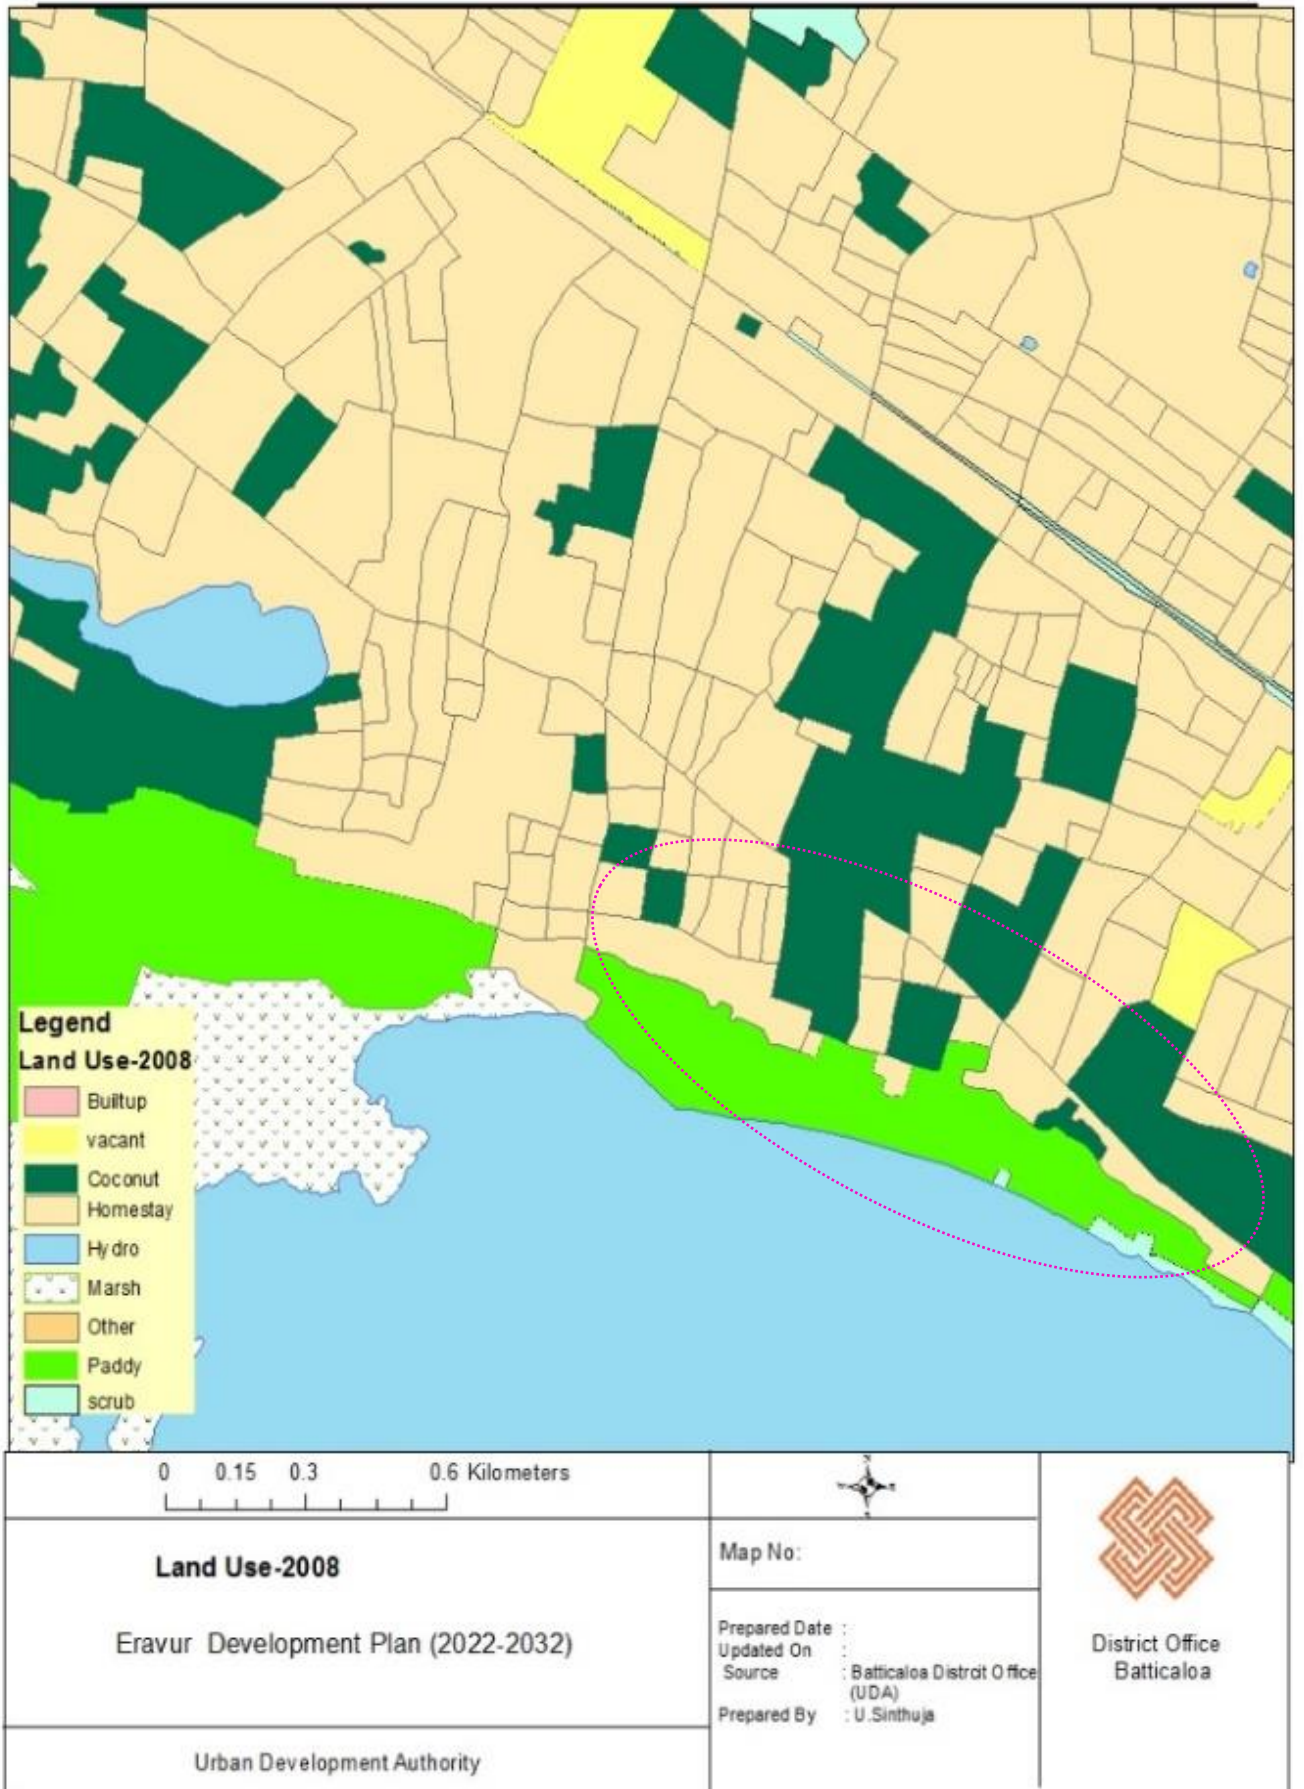 Legend
Land Use-2008
Builtup
vacant
Coconut
Homestay
Hydro
Marsh
Other
Paddy
scrub
0 0.15 0.3 0.6 Kilometers
Land Use-2008
Eravur Development Plan (2022-2032)
Urban Development Authority
Map No:
Prepared Date :
Updated On :
Source : Batticaloa Distrcit Office
(UDA)
Prepared By : U.Sinthuja
District Office
Batticaloa